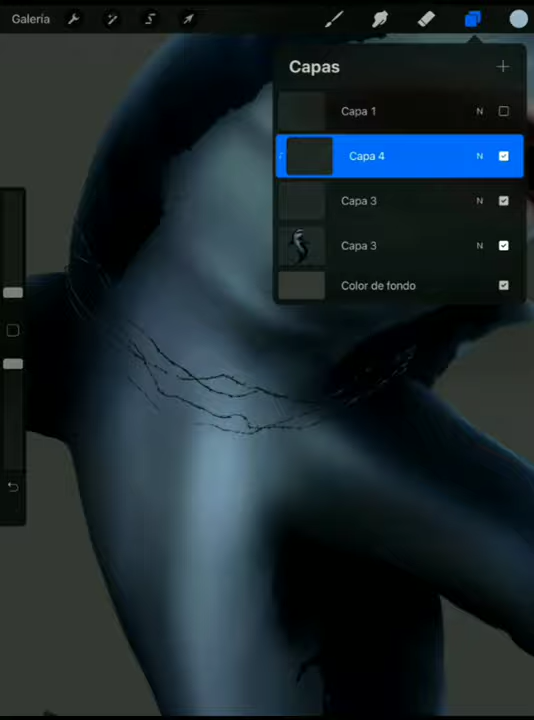 Galería
Capas
Capa 1 N
Capa 4 N
Capa 3 N
Capa 3 N
Color de fondo